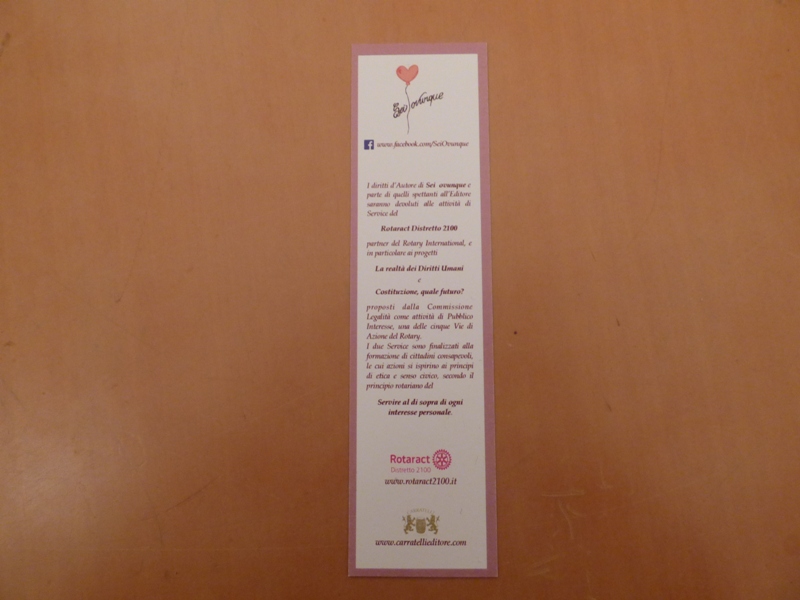 Sei ovunque
www.facebook.com/SeiOvunque
I diritti d'Autore di Sei ovunque e
parte di quelli spettanti all'Editore
saranno devoluti alle attività di
Service del
Rotaract Distretto 2100
partner del Rotary International, e
in particolare ai progetti
La realtà dei Diritti Umani
e
Costituzione, quale futuro?
proposti dalla Commissione
Legalità come attività di Pubblico
Interesse, una delle cinque Vie di
Azione del Rotary.
I due Service sono finalizzati alla
formazione di cittadini consapevoli,
le cui azioni si ispirino ai principi
di etica e senso civico, secondo il
principio rotariano del
Servire al di sopra di ogni
interesse personale.
Rotaract
Distretto 2100
www.rotaract2100.it
www.carratellieditore.com